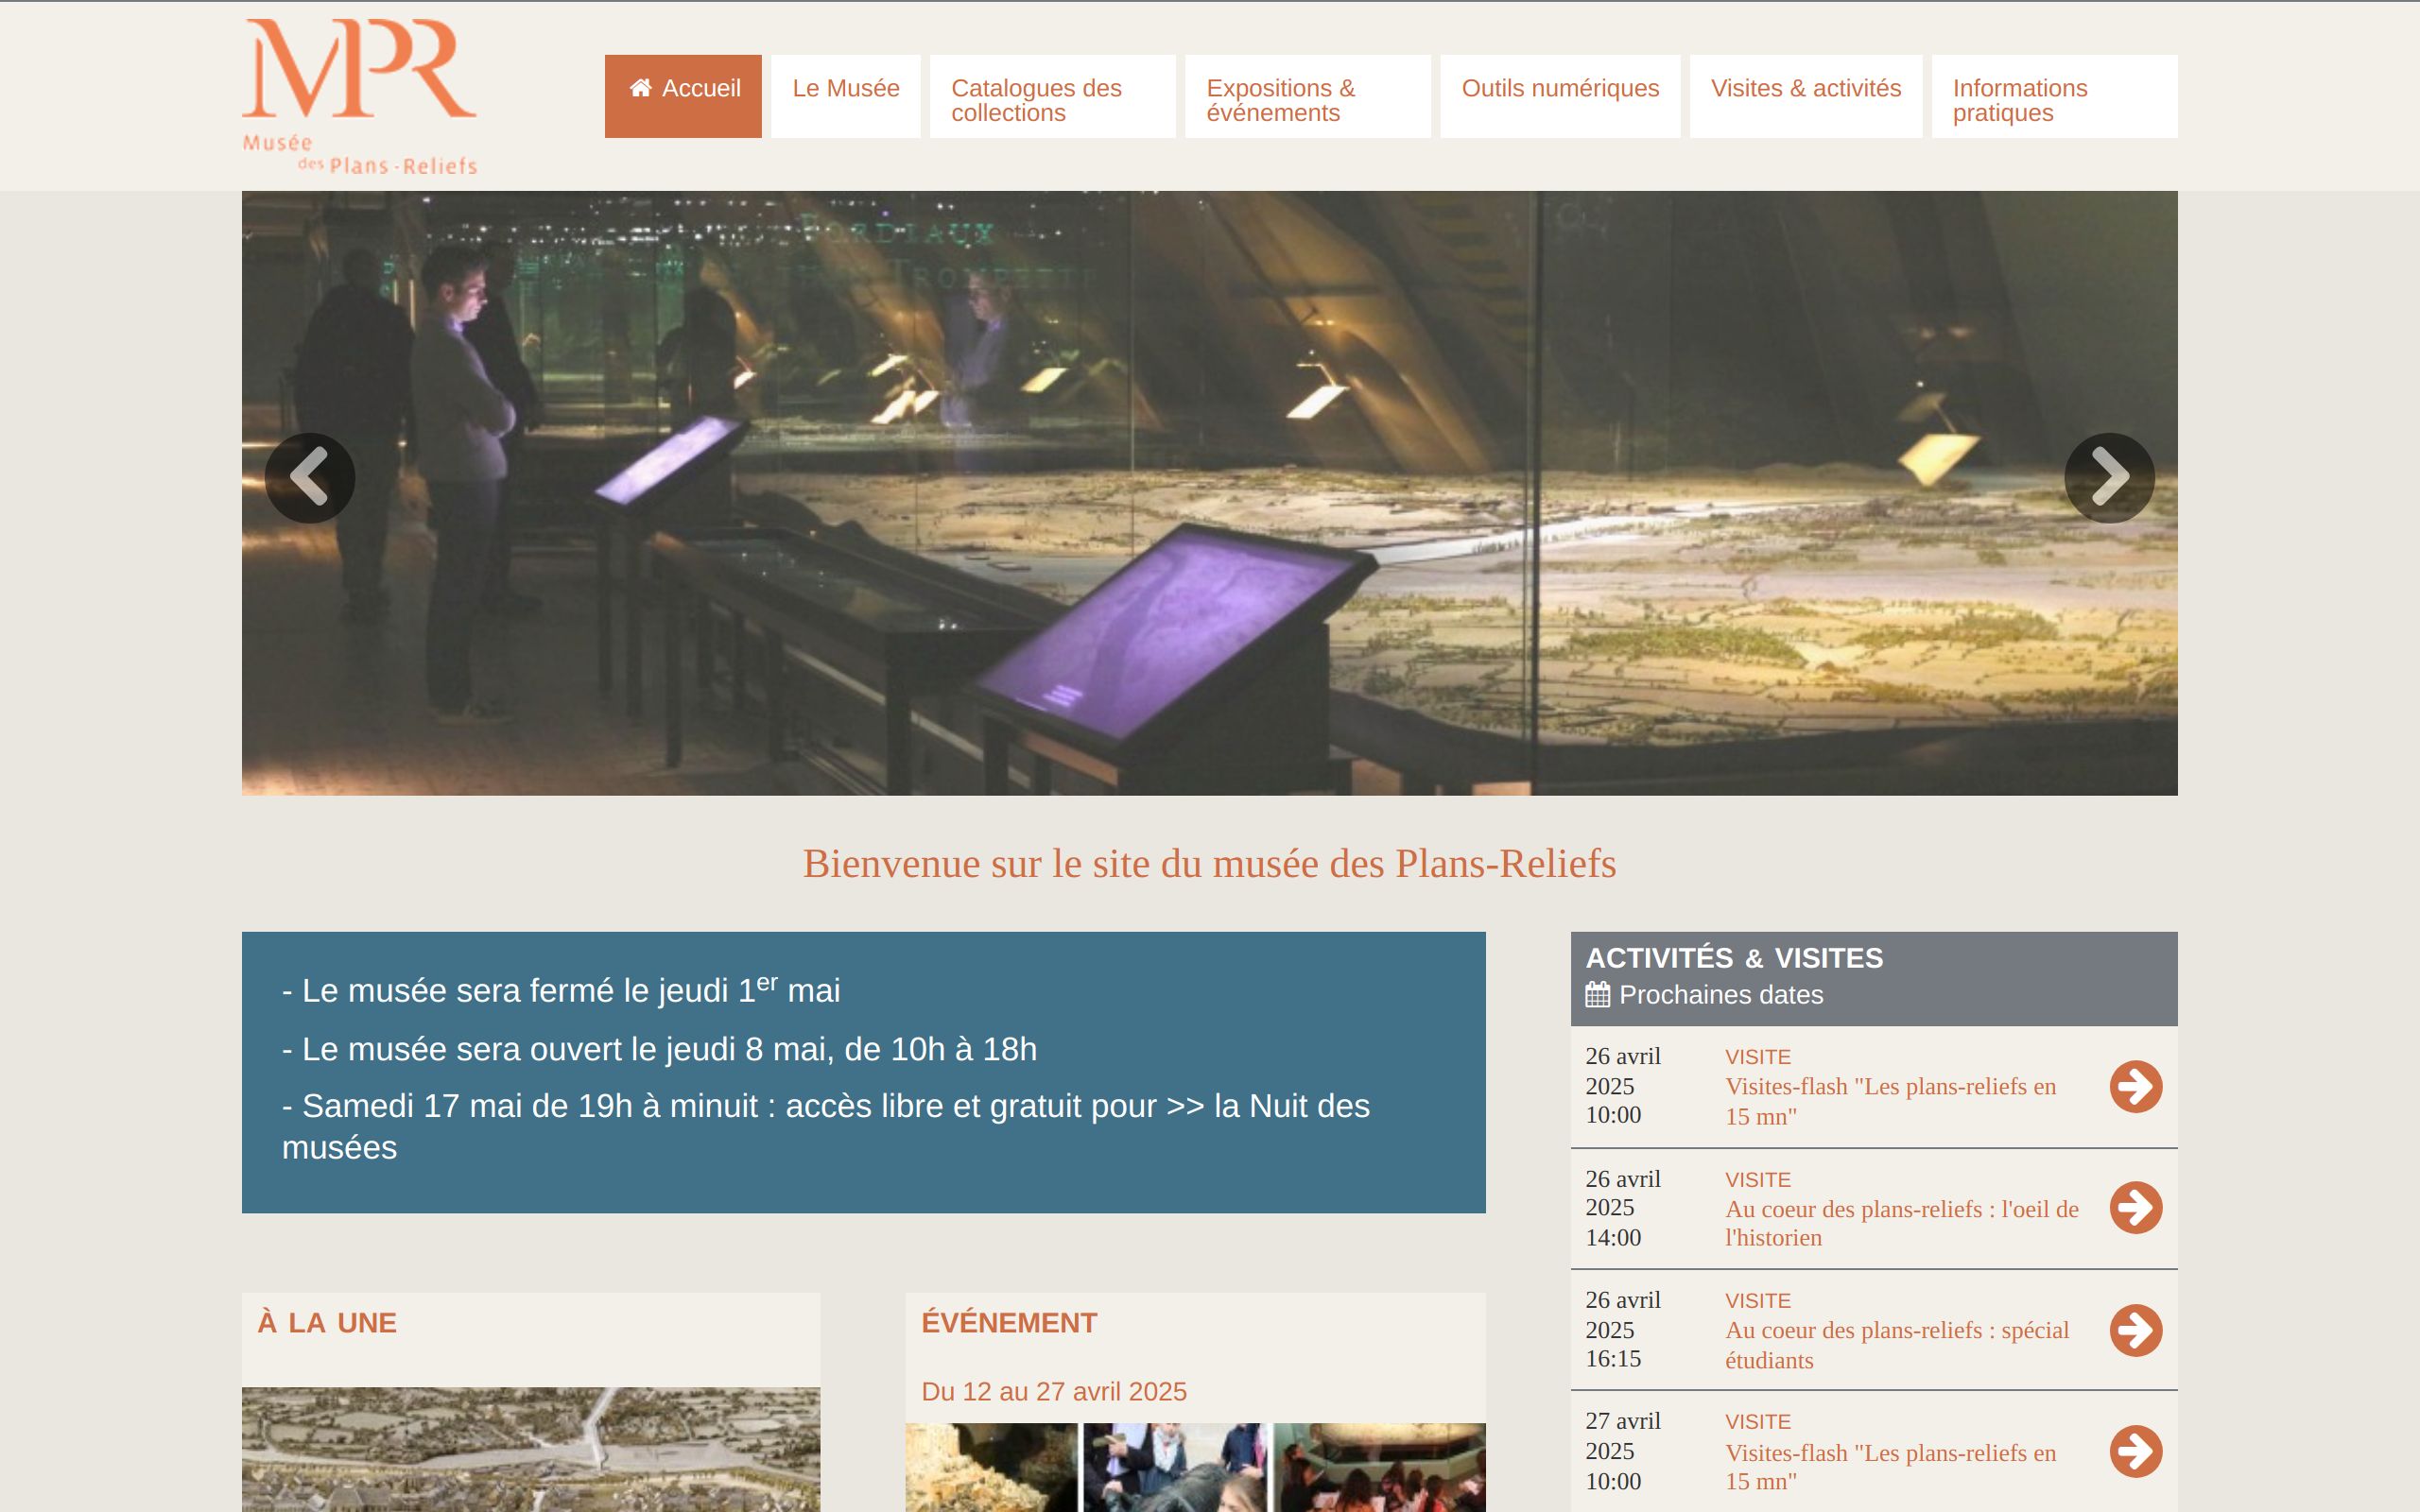 MPR
Musée
des Plans-Reliefs
Accueil
Le Musée
Catalogues des
collections
Expositions &
événements
Outils numériques
Visites & activités
Informations
pratiques
Bienvenue sur le site du musée des Plans-Reliefs
- Le musée sera fermé le jeudi 1er mai
- Le musée sera ouvert le jeudi 8 mai, de 10h à 18h
- Samedi 17 mai de 19h à minuit : accès libre et gratuit pour >> la Nuit des
musées
À LA UNE
ÉVÉNEMENT
Du 12 au 27 avril 2025
ACTIVITÉS & VISITES
Prochaines dates
26 avril
2025
10:00
VISITE
Visites-flash "Les plans-reliefs en
15 mn"
26 avril
2025
14:00
VISITE
Au coeur des plans-reliefs : l'oeil de
l'historien
26 avril
2025
16:15
VISITE
Au coeur des plans-reliefs : spécial
étudiants
27 avril
2025
10:00
VISITE
Visites-flash "Les plans-reliefs en
15 mn"